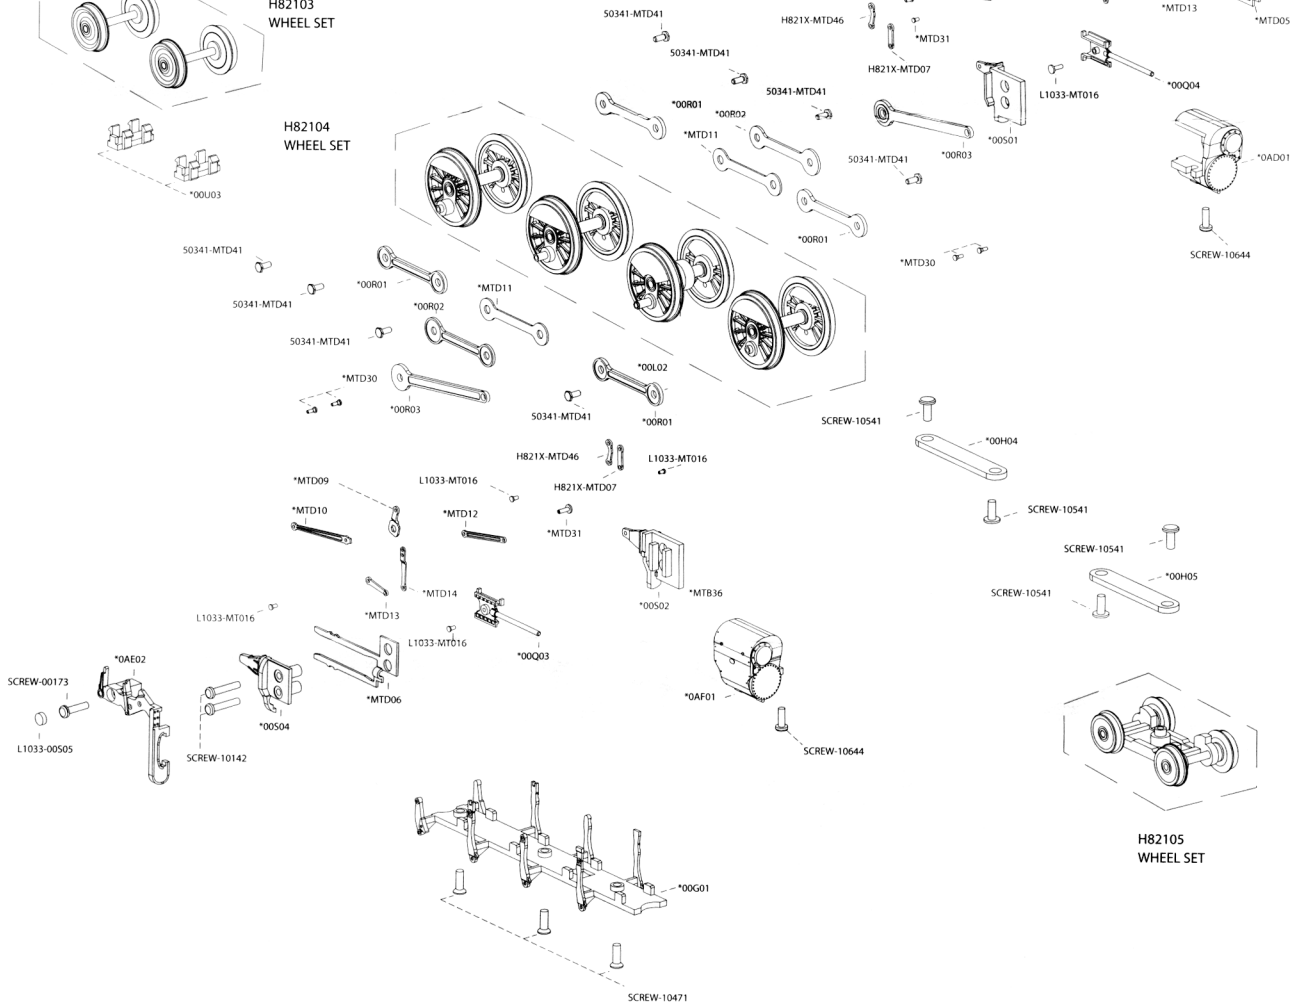 H82103
WHEEL SET
50341-MTD41
H821X-MTD46
*MTD31
*MTD13
*MTD05
50341-MTD41
H821X-MTD07
L1033-MT016
*00Q04
50341-MTD41
*00R01
*00R02
*MTD11
*00S01
*00R03
50341-MTD41
*0AD01
H82104
WHEEL SET
*00U03
*00R01
*MTD30
SCREW-10644
50341-MTD41
*00R01
*MTD11
50341-MTD41
*00R02
50341-MTD41
*MTD30
*00R03
*00L02
50341-MTD41
*00R01
SCREW-10541
*00H04
H821X-MTD46
L1033-MT016
H821X-MTD07
*MTD09
L1033-MT016
*MTD10
*MTD12
*MTD31
SCREW-10541
SCREW-10541
*00H05
SCREW-10541
*MTD14
*MTD13
*MTB36
*00S02
L1033-MT016
L1033-MT016
*00Q03
*0AE02
SCREW-00173
*MTD06
*00S04
*0AF01
L1033-00S05
SCREW-10142
SCREW-10644
H82105
WHEEL SET
*00G01
SCREW-10471